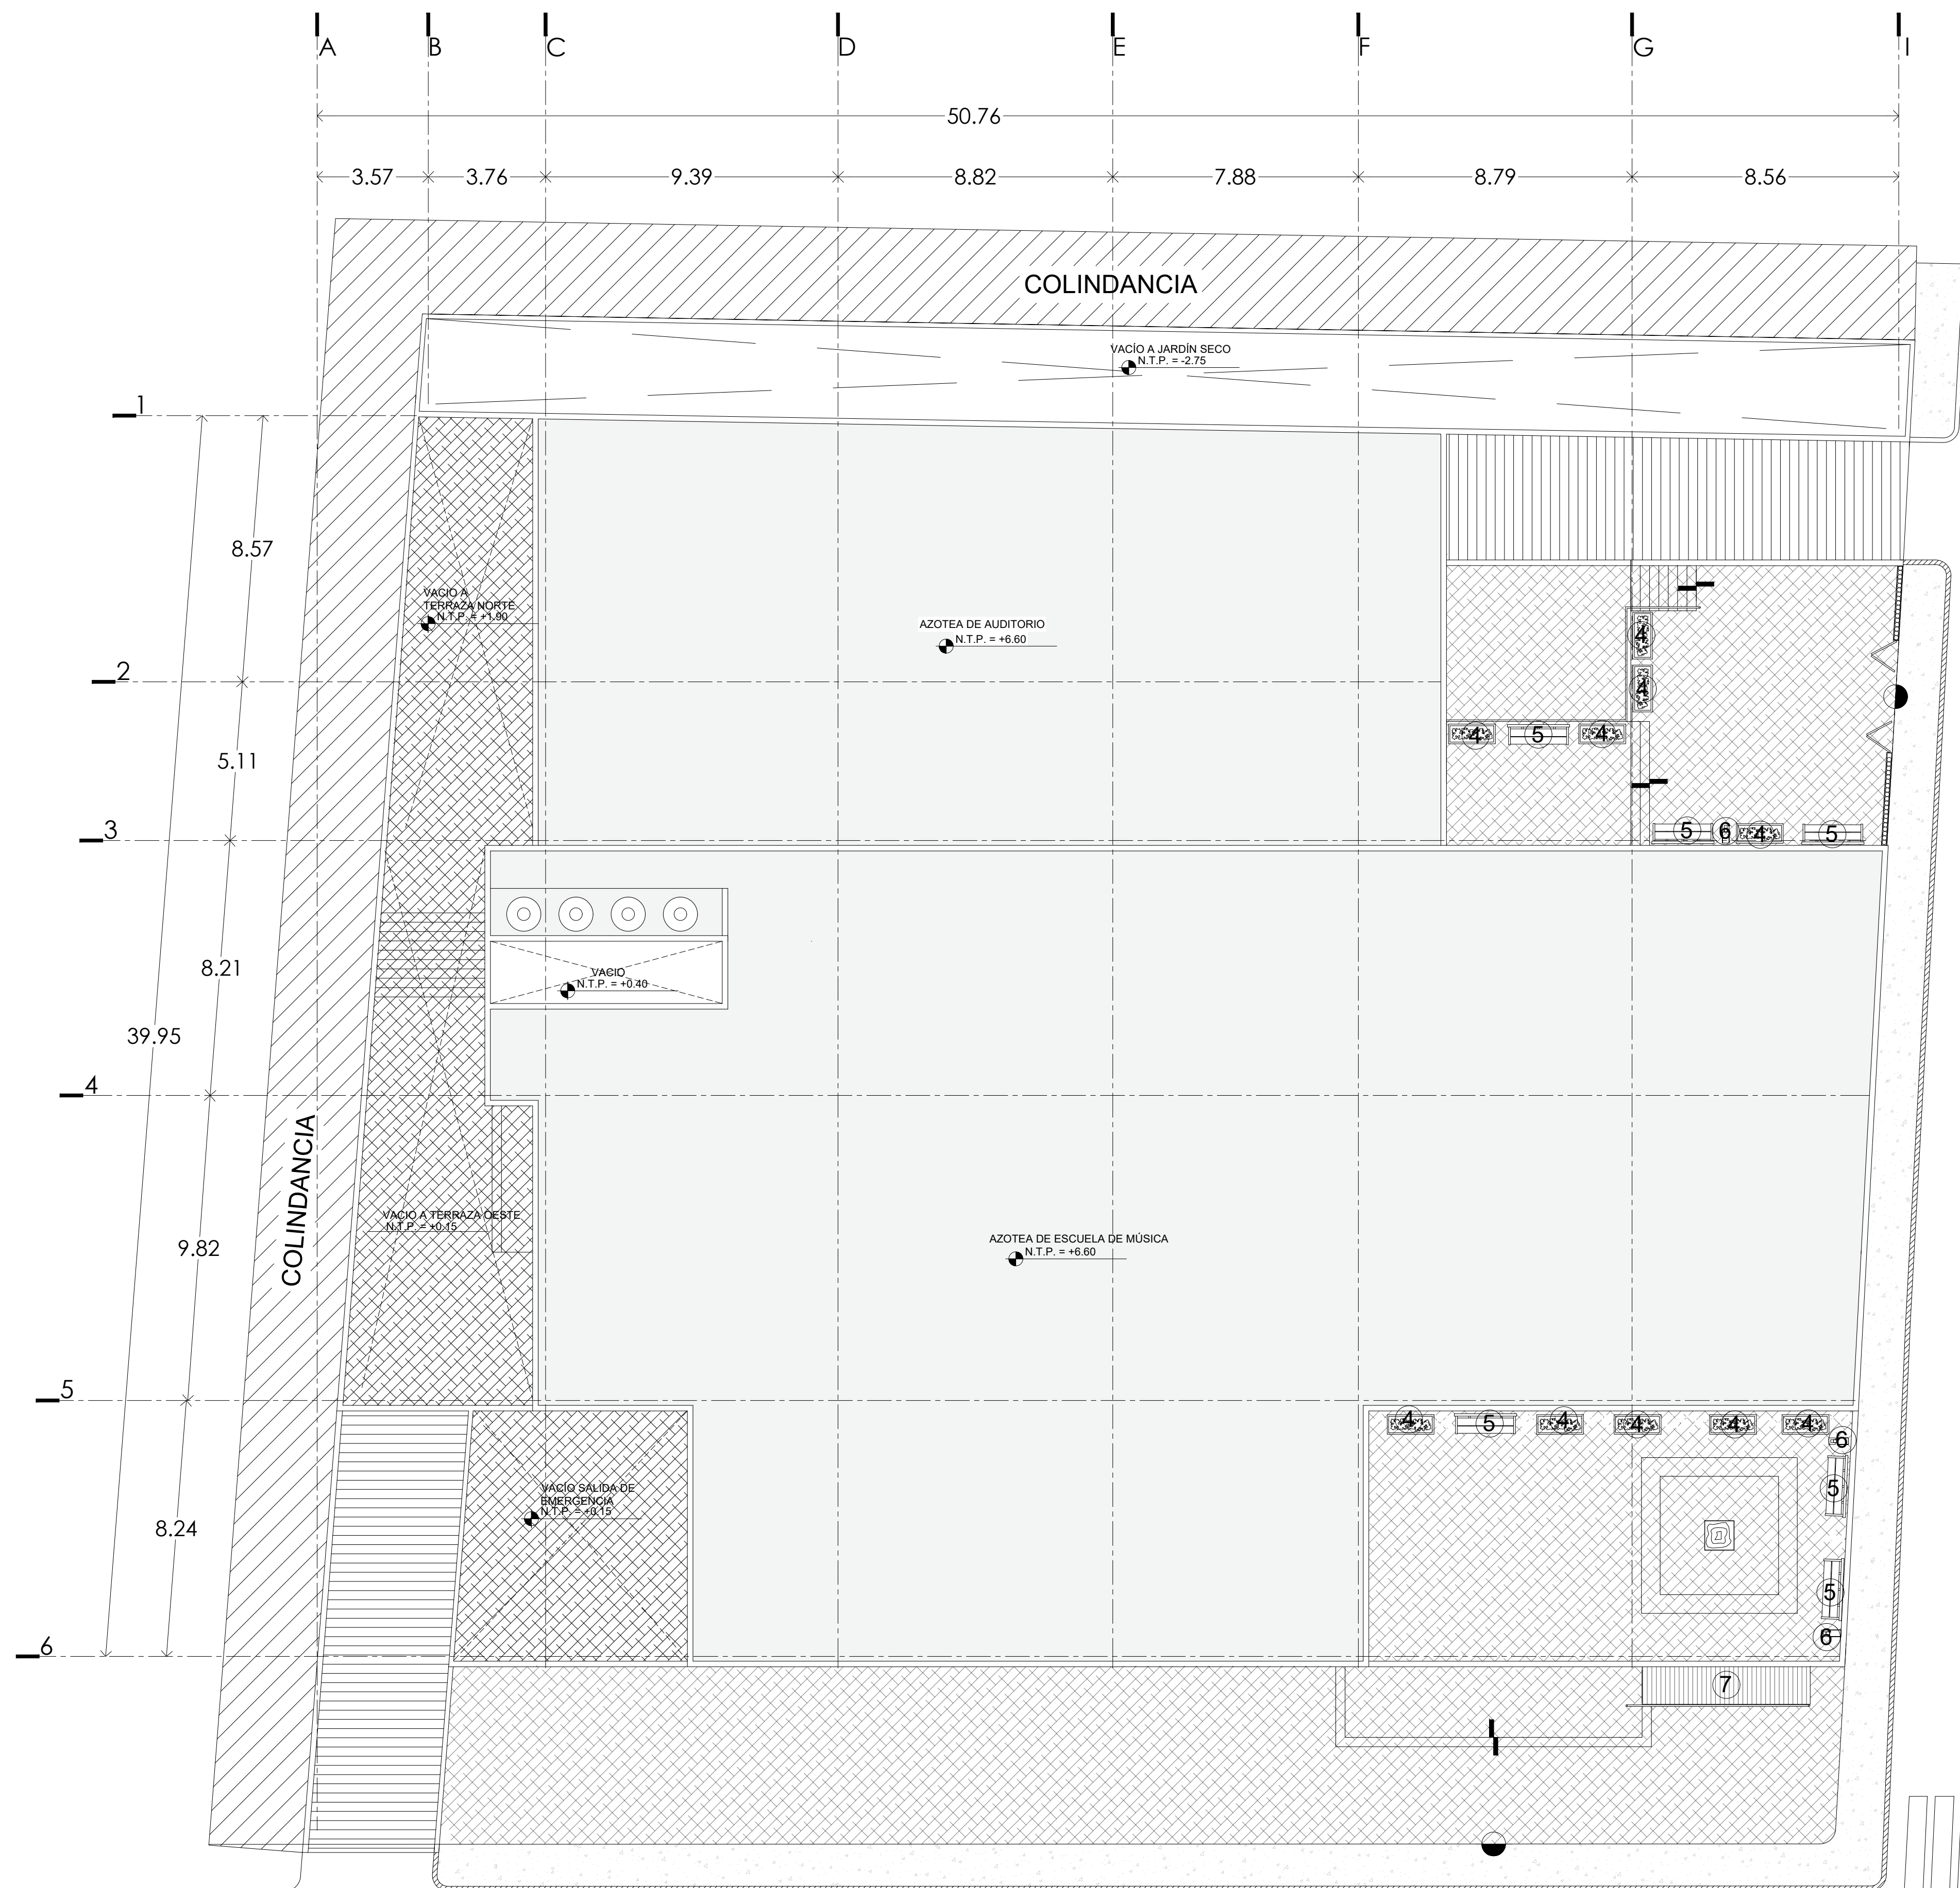 A B C D E F G I
50.76
3.57 3.76 9.39 8.82 7.88 8.79 8.56
COLINDANCIA
VACÍO A JARDÍN SECO
N.T.P. = -2.75
1
8.57
VACIO A
TERRAZA NORTE
N.T.P. = +1.90
AZOTEA DE AUDITORIO
N.T.P. = +6.60
4
2
4
4 5 4
5.11
3
5 6 4 5
8.21
VACIO
N.T.P. = +0.40
39.95
4
COLINDANCIA
VACIO A TERRAZA OESTE
N.T.P. = +0.15
9.82
AZOTEA DE ESCUELA DE MÚSICA
N.T.P. = +6.60
5
4 5 4 4 4 4
6
5
VACÍO SALIDA DE
EMERGENCIA
N.T.P. = +0.15
8.24
5
6
6
7